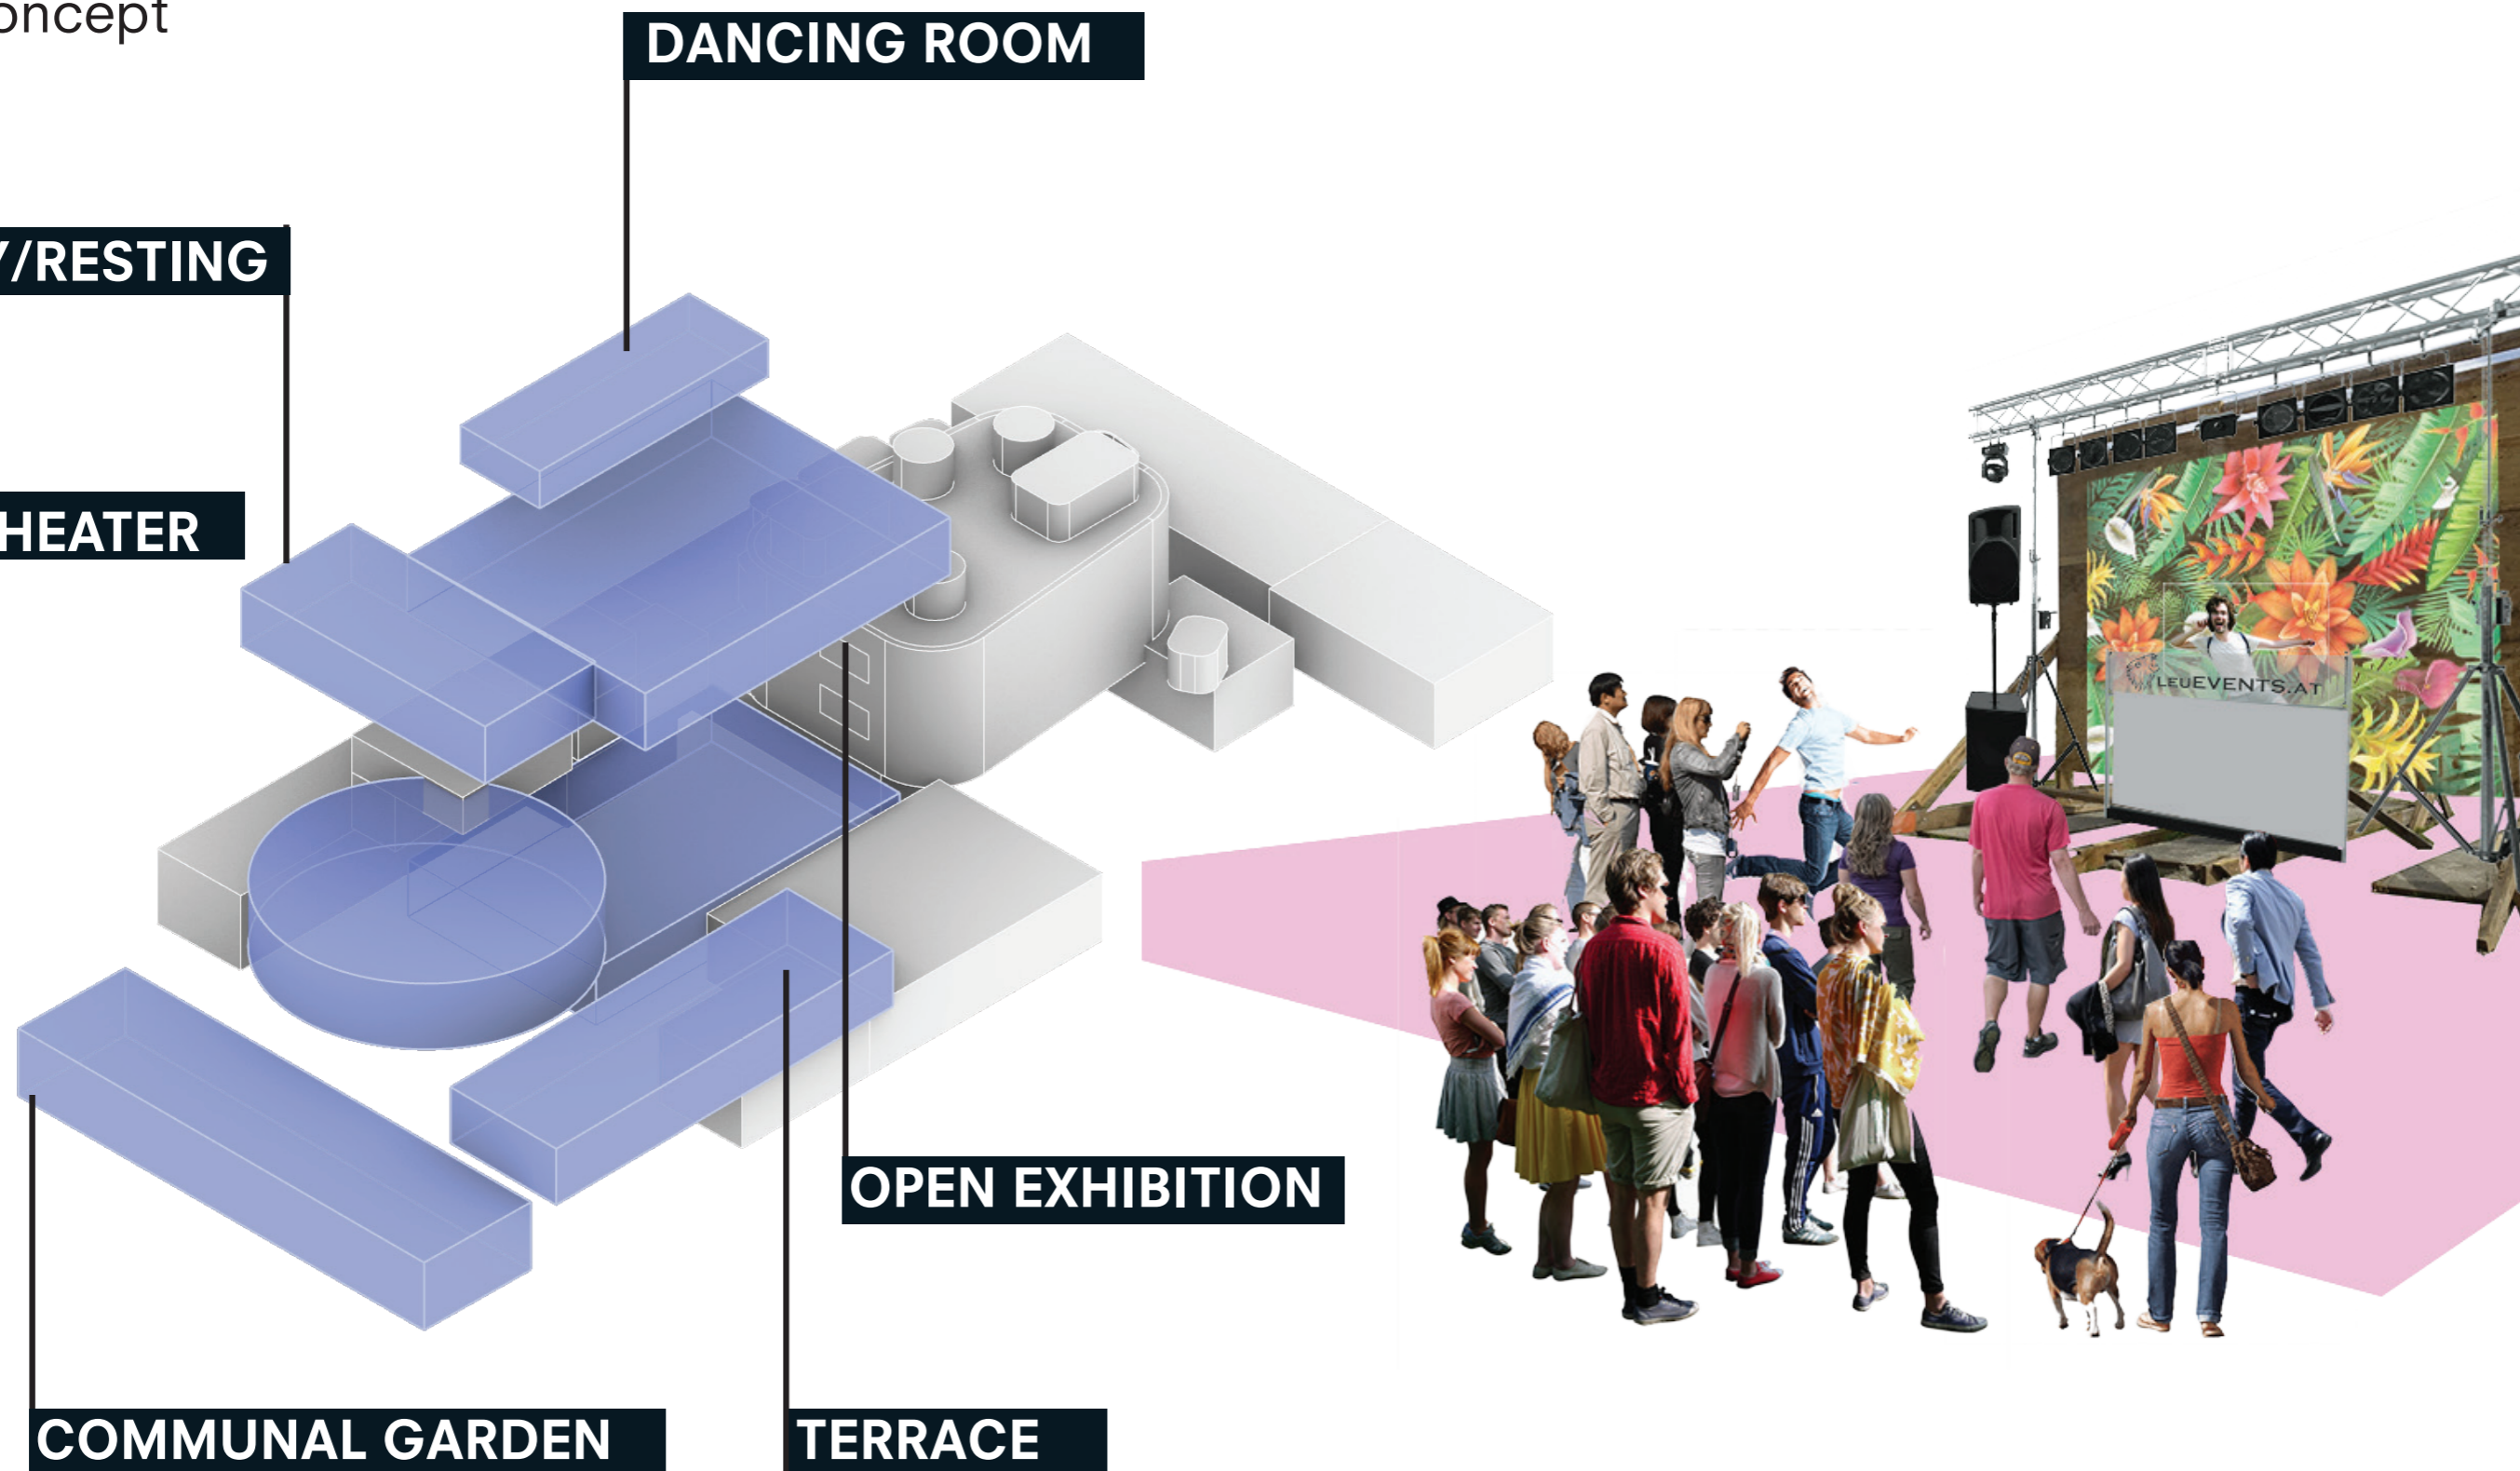 oncept
DANCING ROOM
Y//RESTING
HEATER
LEUEVENTS.AT
OPEN EXHIBITION
COMMUNAL GARDEN
TERRACE